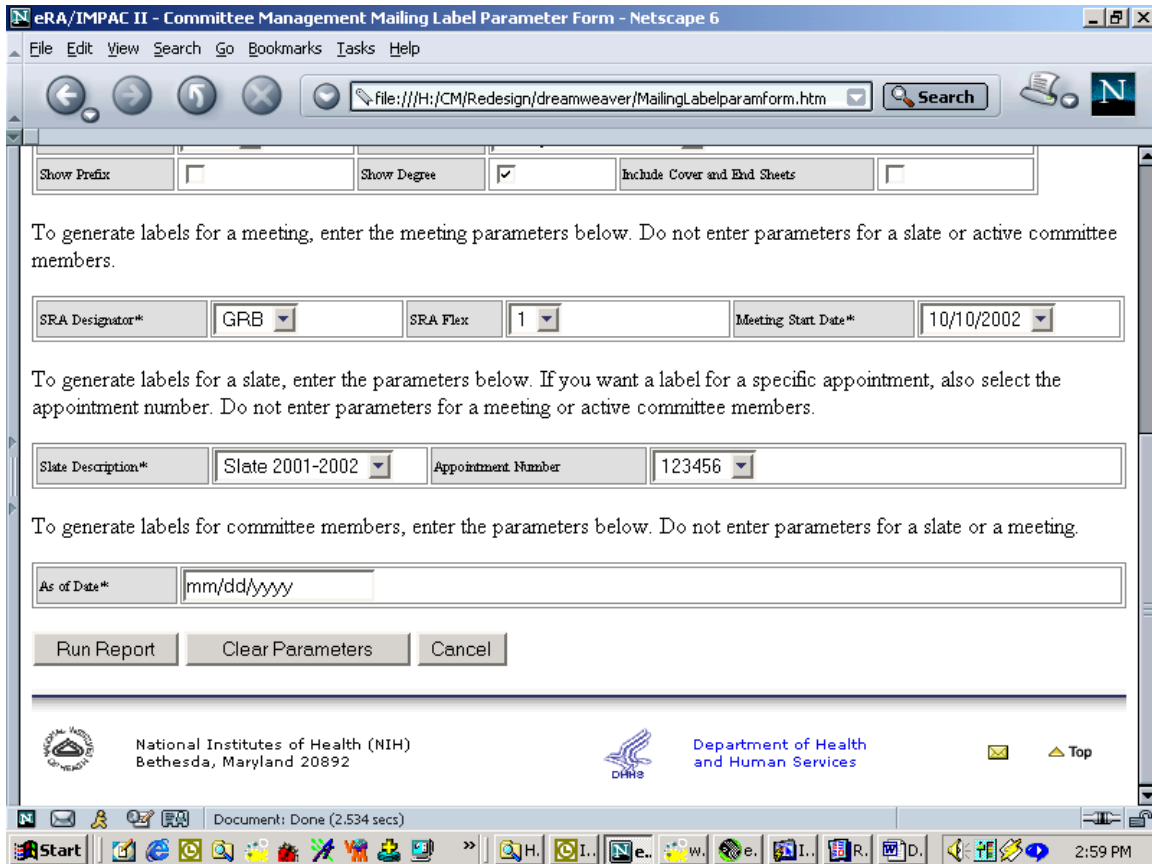 eRA/IMPAC II - Committee Management Mailing Label Parameter Form - Netscape 6
File Edit View Search Go Bookmarks Tasks Help
file:///H:/CM/Redesign/dreamweaver/MailingLabelparamform.htm Search N
Show Prefix Show Degree Include Cover and End Sheets
To generate labels for a meeting, enter the meeting parameters below. Do not enter parameters for a slate or active committee
members.
SRA Designator* GRB SRA Flex 1 Meeting Start Date* 10/10/2002
To generate labels for a slate, enter the parameters below. If you want a label for a specific appointment, also select the
appointment number. Do not enter parameters for a meeting or active committee members.
Slate Description* Slate 2001-2002 Appointment Number 123456
To generate labels for committee members, enter the parameters below. Do not enter parameters for a slate or a meeting.
As of Date* mm/dd/yyyy
Run Report Clear Parameters Cancel
National Institutes of Health (NIH) Department of Health Top
Bethesda, Maryland 20892 and Human Services
DHHS
Document: Done (2.534 secs)
Start » H. I.. e.. w. e. I.. R. D. 2:59 PM